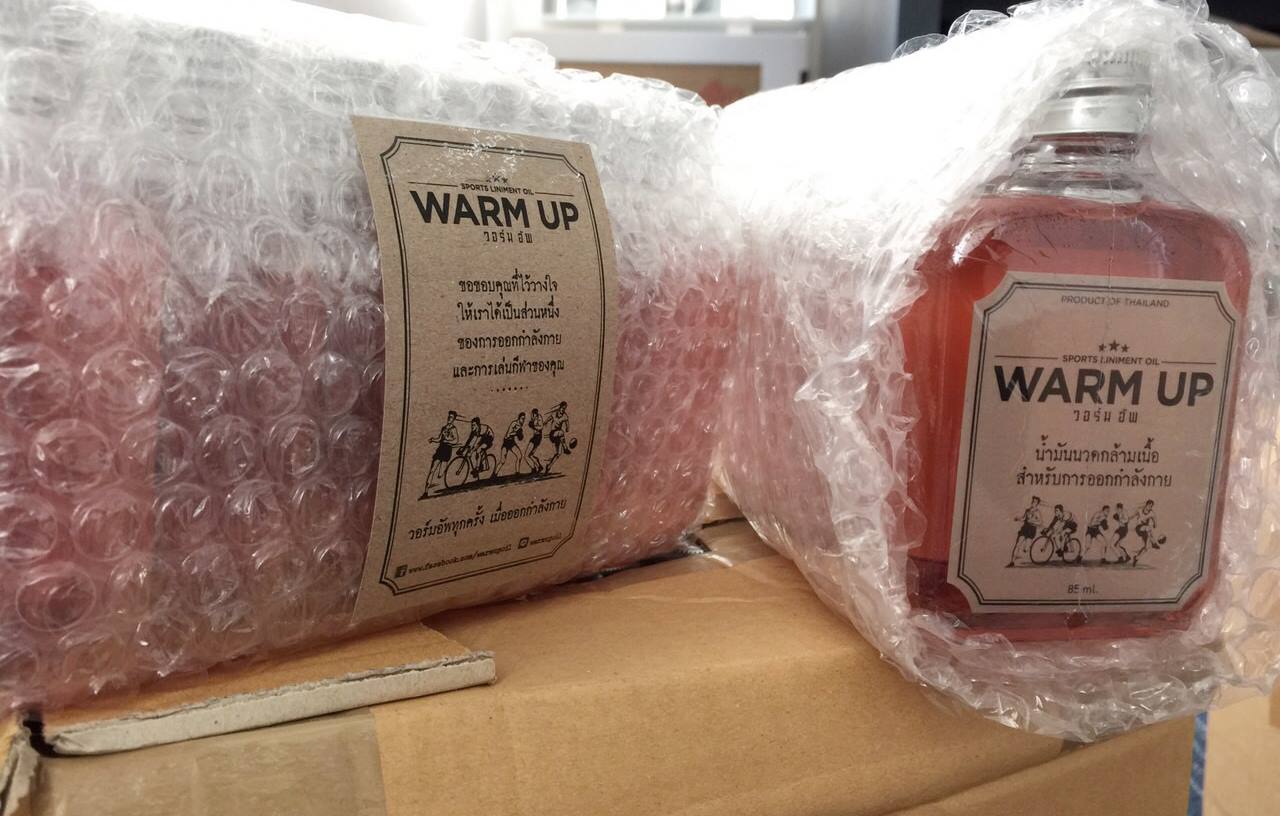 SPORTS LINIMENT OIL
WARM UP
วอร์ม อัพ
ขอขอบคุณที่ไว้วางใจ
ให้เราได้เป็นส่วนหนึ่ง
ของการออกกำลังกาย
และการเล่นกีฬาของคุณ
วอร์มอัพทุกครั้ง เมื่อออกกำลังกาย
PRODUCT OF THAILAND
SPORTS LINIMENT OIL
WARM UP
วอร์ม อัพ
น้ำมันนวดกล้ามเนื้อ
สำหรับการออกกำลังกาย
85 ml.